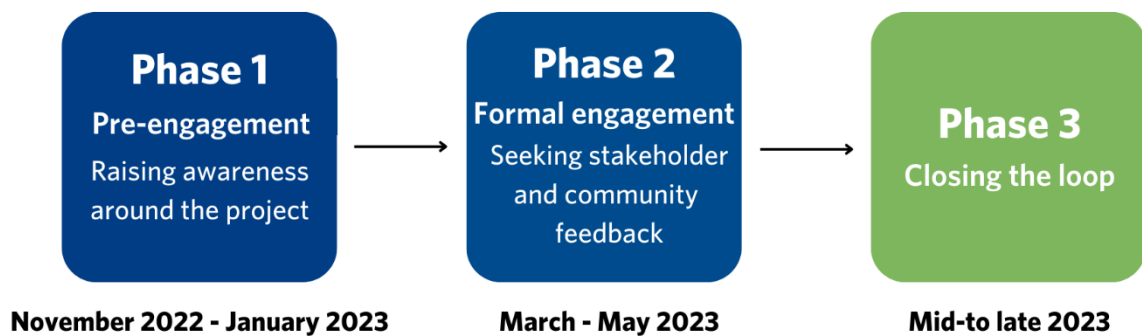 Phase 1
Pre-engagement
Raising awareness
around the project
Phase 2
Formal engagement
Seeking stakeholder
and community
feedback
Phase 3
Closing the loop
November 2022 - January 2023
March - May 2023
Mid-to late 2023